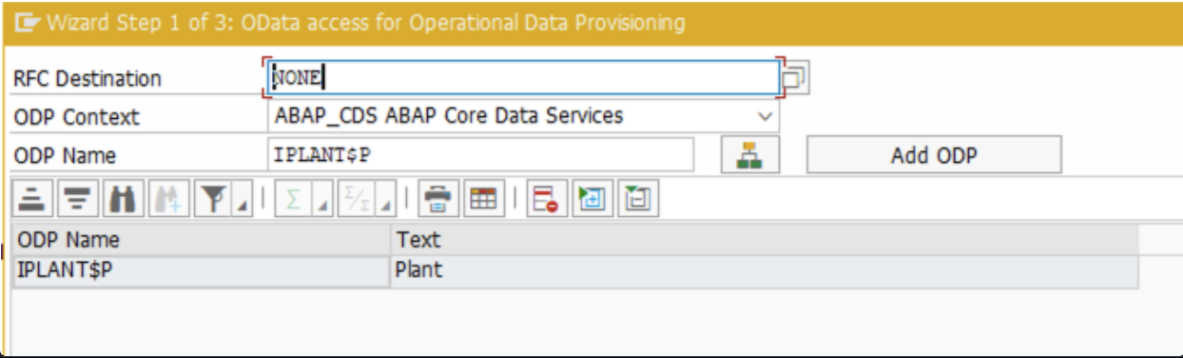 Wizard Step 1 of 3: OData access for Operational Data Provisioning
RFC Destination NONE
ODP Context ABAP_CDS ABAP Core Data Services
ODP Name IPLANT$P Add ODP
ODP Name Text
IPLANT$P Plant